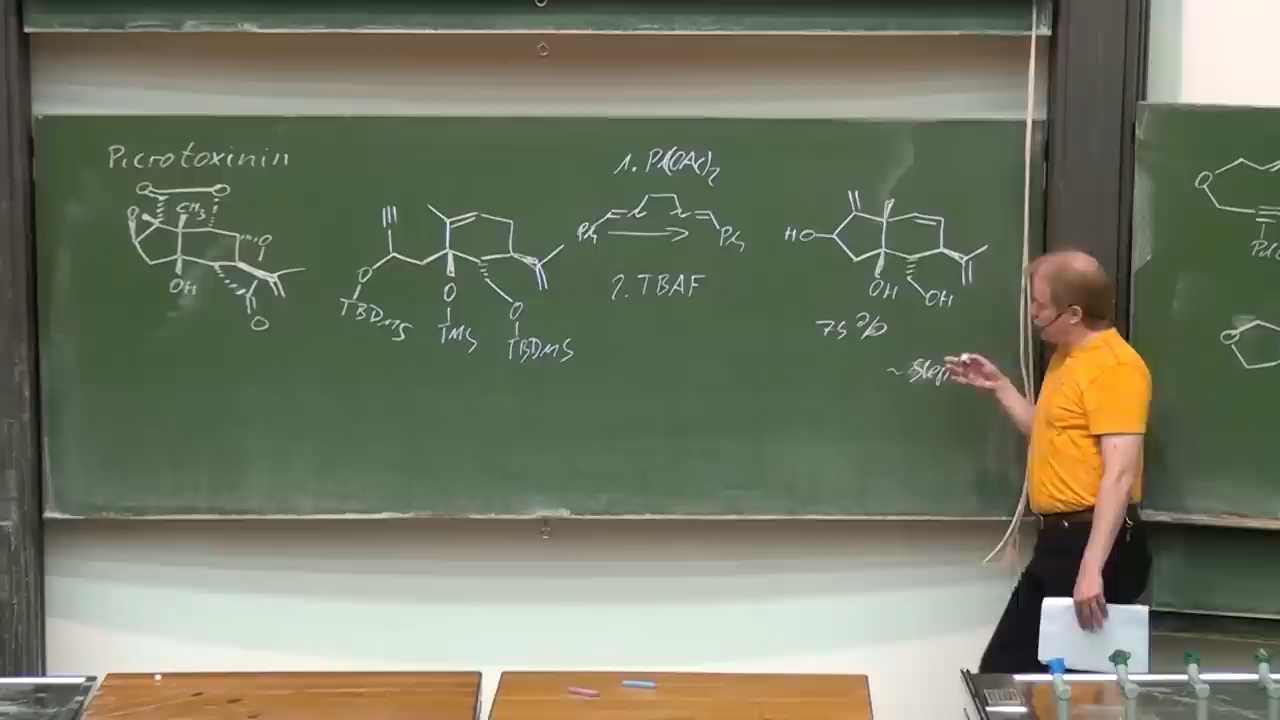 Picrotoxinin
O O
O CH3
O
OH
O
O
O
TBDMS
O
TMS
O
TBDMS
1. Pd(OAc)2
Ph Ph
2. TBAF
HO
OH
OH
75%
O